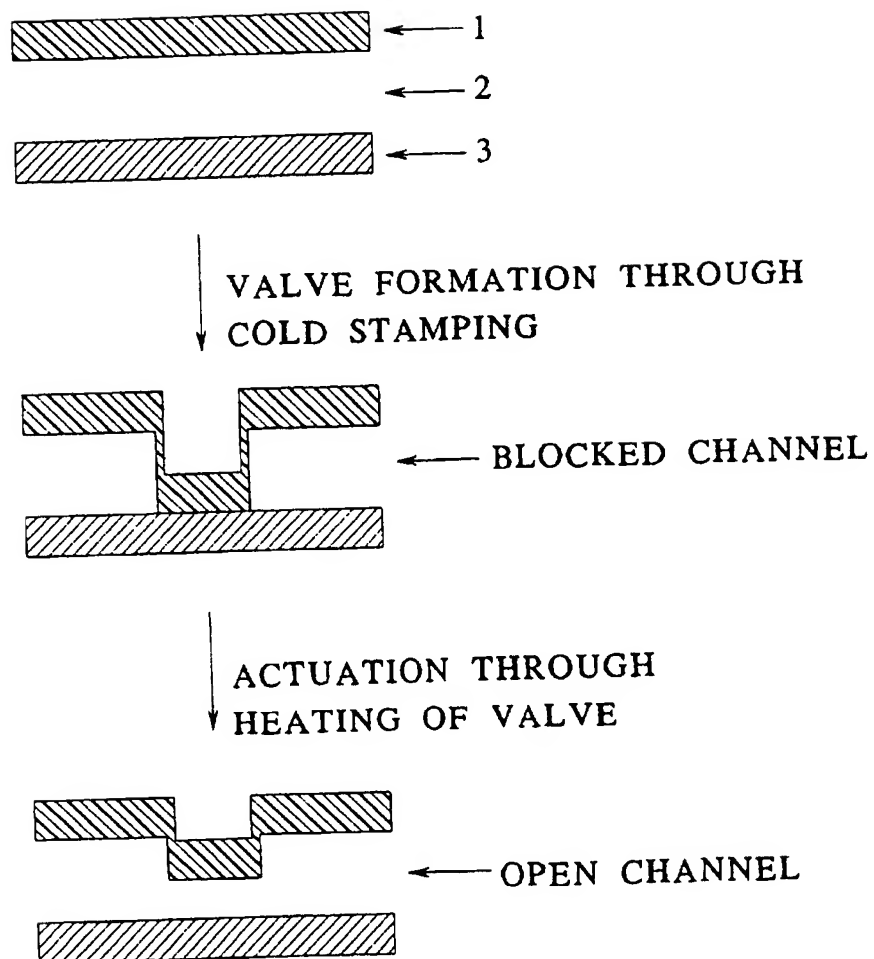 1
2
3
VALVE FORMATION THROUGH
COLD STAMPING
BLOCKED CHANNEL
ACTUATION THROUGH
HEATING OF VALVE
OPEN CHANNEL